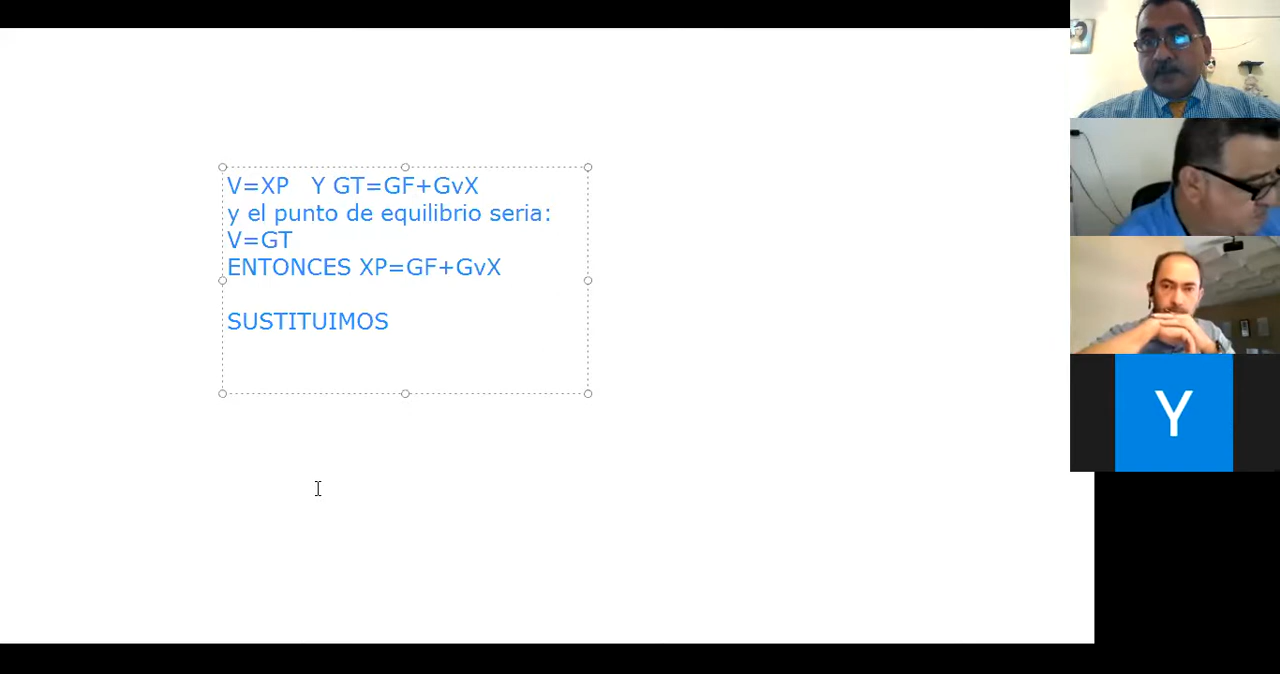 V=XP Y GT=GF+GvX
y el punto de equilibrio seria:
V=GT
ENTONCES XP=GF+GvX
SUSTITUIMOS
Y